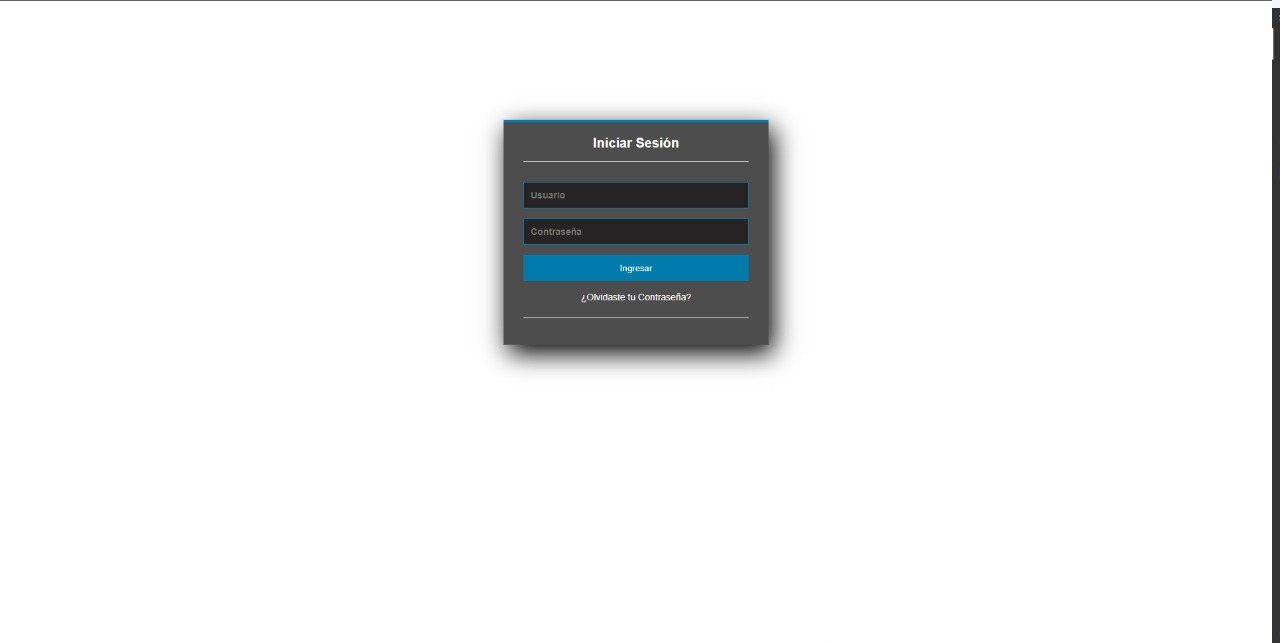 Iniciar Sesión
Usuario
Contraseña
Ingresar
¿Olvidaste tu Contraseña?